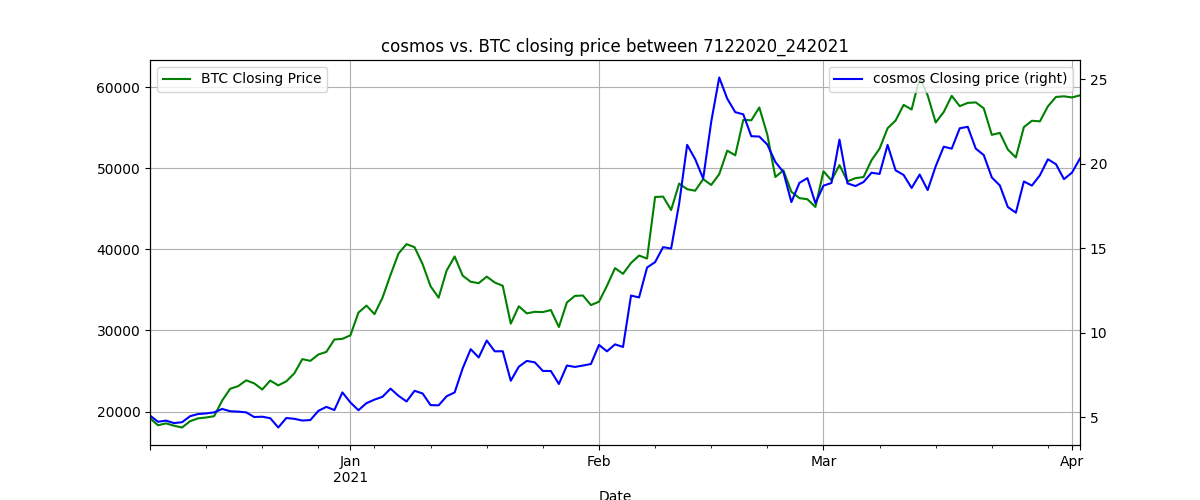 cosmos vs. BTC closing price between 7122020_242021
BTC Closing Price
cosmos Closing price (right)
60000
50000
40000
30000
20000
25
20
15
10
5
Jan
2021
Feb
Mar
Apr
Date